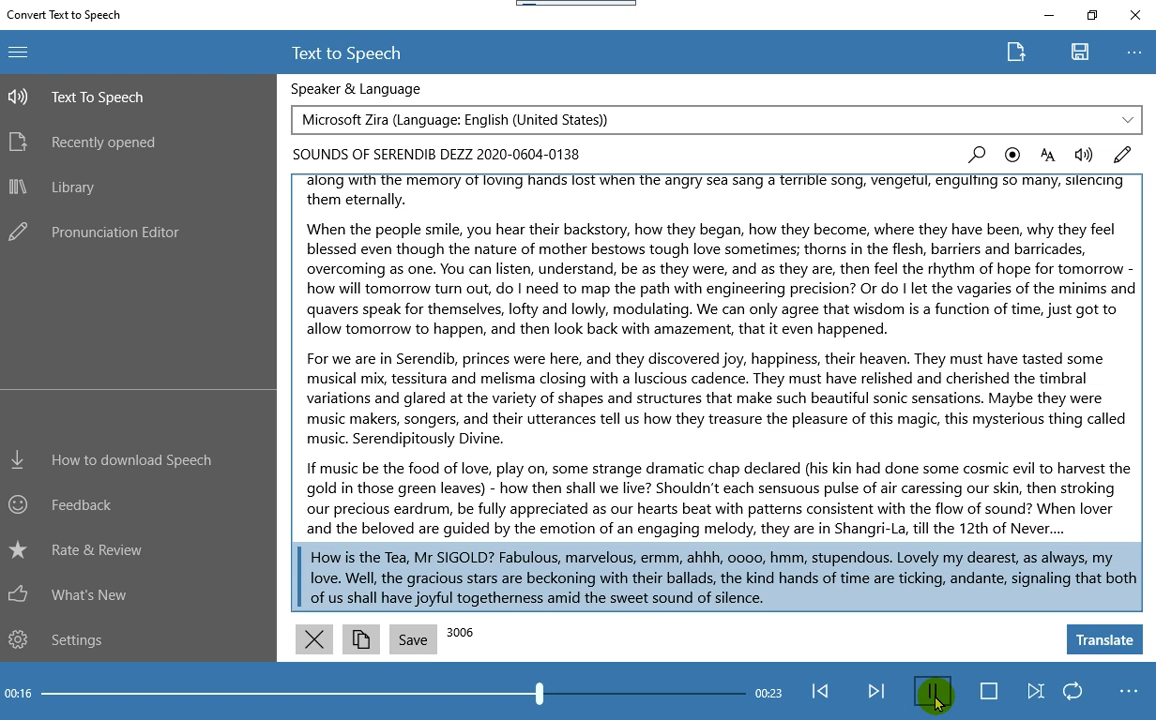 Convert Text to Speech
Text to Speech
Text To Speech
Recently opened
Library
Pronunciation Editor
How to download Speech
Feedback
Rate & Review
What's New
Settings
Speaker & Language
Microsoft Zira (Language: English (United States))
SOUNDS OF SERENDIB DEZZ 2020-0604-0138
along with the memory of loving hands lost when the angry sea sang a terrible song, vengeful, engulfing so many, silencing
them eternally.
When the people smile, you hear their backstory, how they began, how they become, where they have been, why they feel
blessed even though the nature of mother bestows tough love sometimes; thorns in the flesh, barriers and barricades,
overcoming as one. You can listen, understand, be as they were, and as they are, then feel the rhythm of hope for tomorrow -
how will tomorrow turn out, do I need to map the path with engineering precision? Or do I let the vagaries of the minims and
quavers speak for themselves, lofty and lowly, modulating. We can only agree that wisdom is a function of time, just got to
allow tomorrow to happen, and then look back with amazement, that it even happened.
For we are in Serendib, princes were here, and they discovered joy, happiness, their heaven. They must have tasted some
musical mix, tessitura and melisma closing with a luscious cadence. They must have relished and cherished the timbral
variations and glared at the variety of shapes and structures that make such beautiful sonic sensations. Maybe they were
music makers, songers, and their utterances tell us how they treasure the pleasure of this magic, this mysterious thing called
music. Serendipitously Divine.
If music be the food of love, play on, some strange dramatic chap declared (his kin had done some cosmic evil to harvest the
gold in those green leaves) - how then shall we live? Shouldn't each sensuous pulse of air caressing our skin, then stroking
our precious eardrum, be fully appreciated as our hearts beat with patterns consistent with the flow of sound? When lover
and the beloved are guided by the emotion of an engaging melody, they are in Shangri-La, till the 12th of Never....
How is the Tea, Mr SIGOLD? Fabulous, marvelous, ermm, ahhh, oooo, hmm, stupendous. Lovely my dearest, as always, my
love. Well, the gracious stars are beckoning with their ballads, the kind hands of time are ticking, andante, signaling that both
of us shall have joyful togetherness amid the sweet sound of silence.
Save
3006
Translate
00:16
00:23